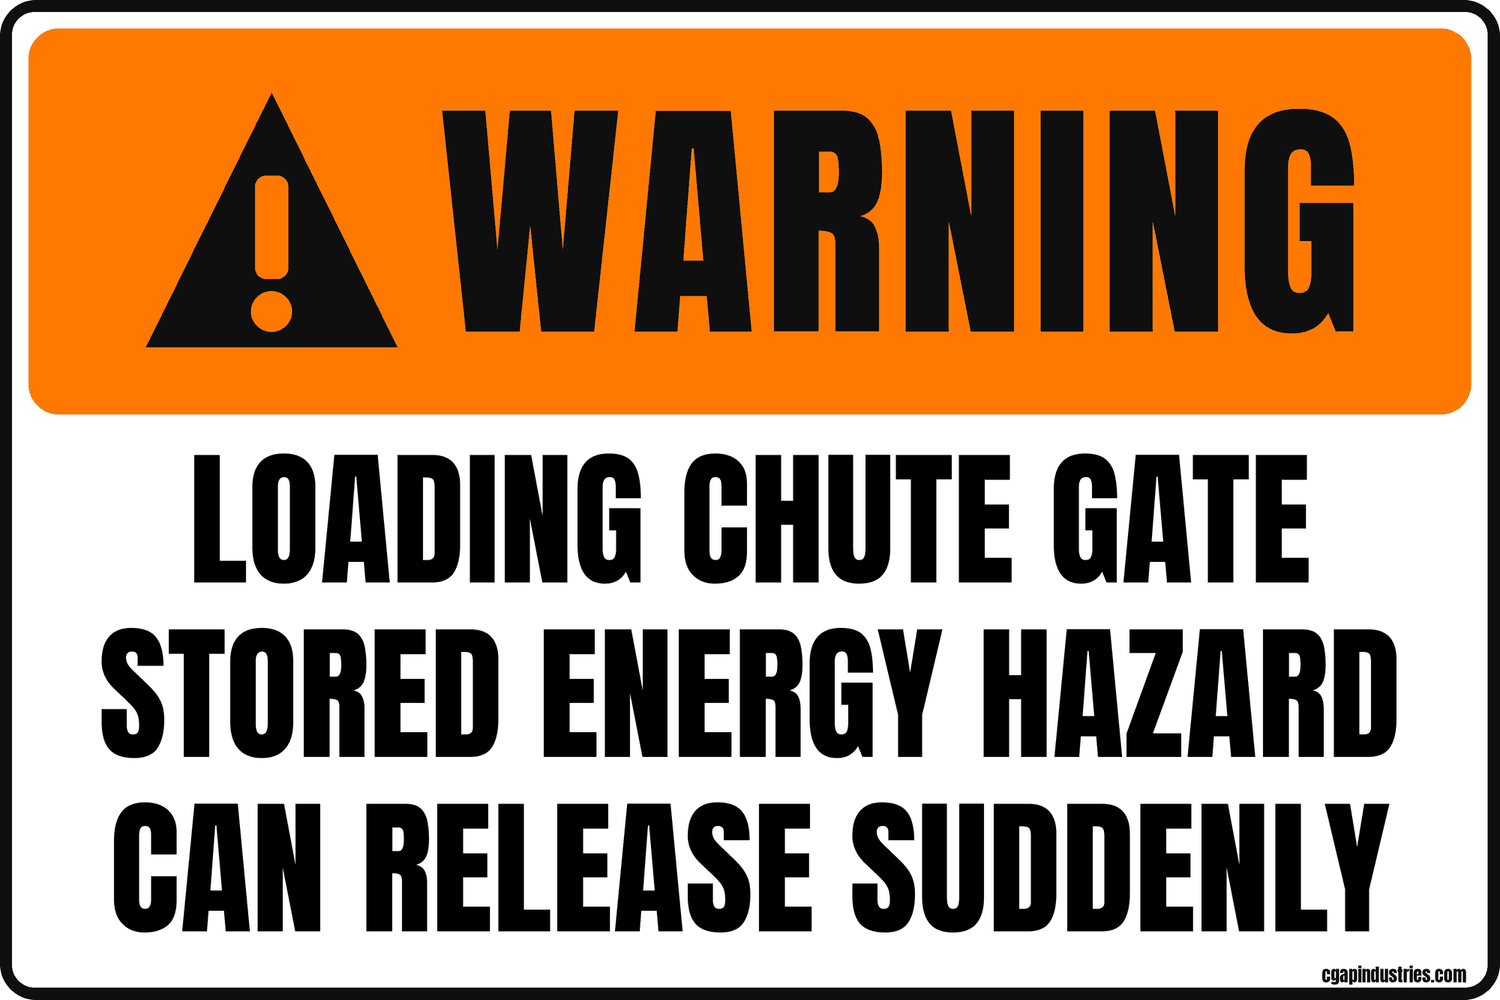 WARNING
LOADING CHUTE GATE
STORED ENERGY HAZARD
CAN RELEASE SUDDENLY
cgapindustries.com